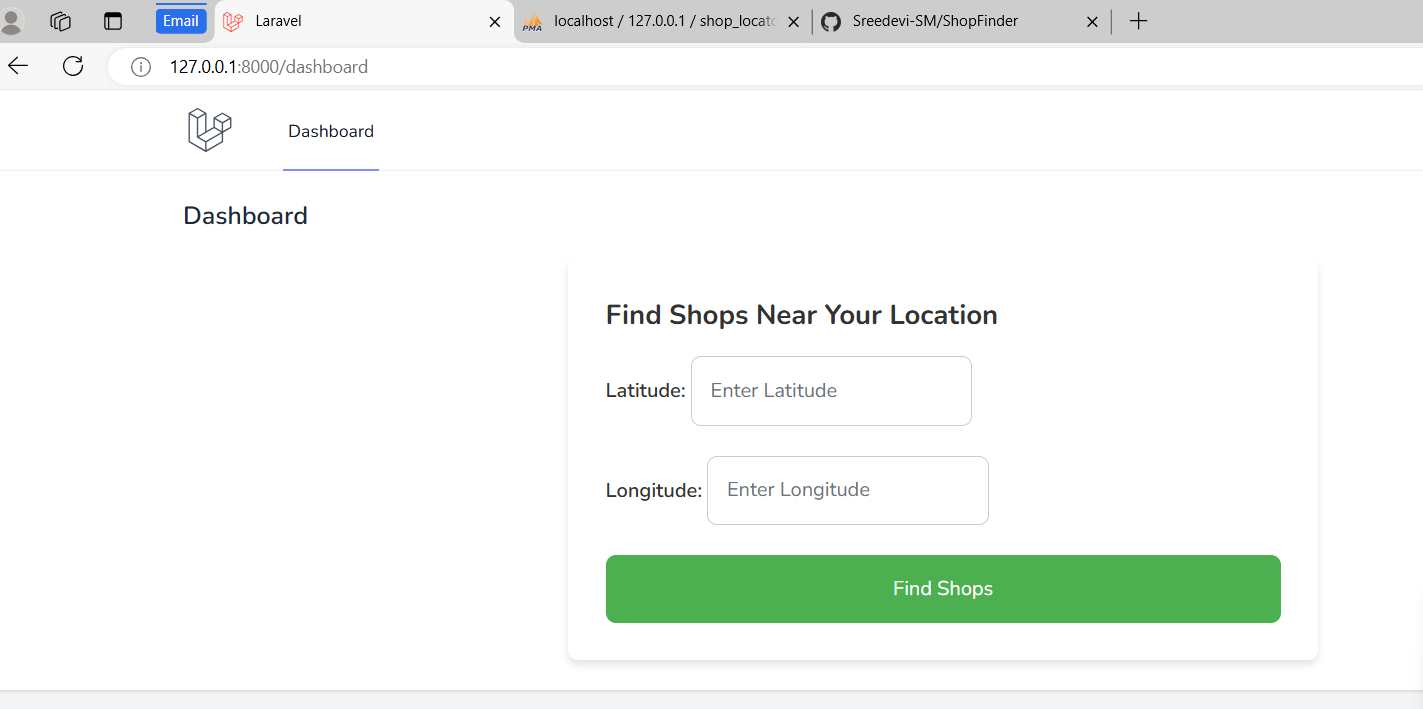 Email
Laravel
PMA
localhost / 127.0.0.1 / shop_locat
Sreedevi-SM/ShopFinder
127.0.0.1:8000/dashboard
Dashboard
Dashboard
Find Shops Near Your Location
Latitude: Enter Latitude
Longitude: Enter Longitude
Find Shops